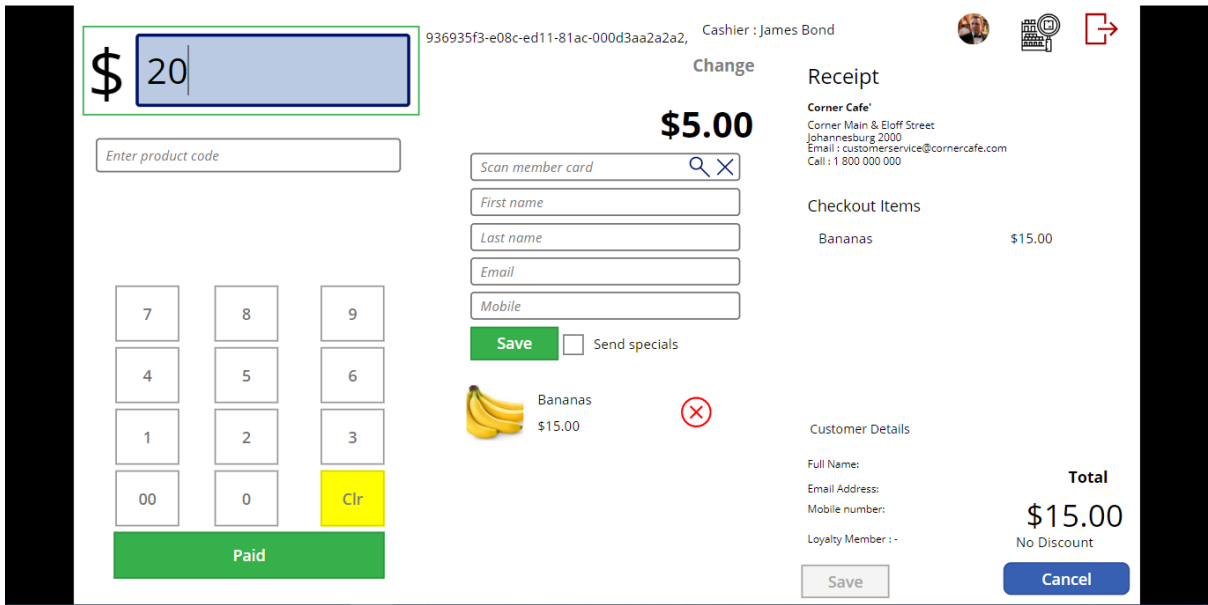 $ 20
Enter product code
7 8 9
4 5 6
1 2 3
00 0 Clr
Paid
936935f3-e08c-ed11-81ac-000d3aa2a2a2,
Cashier : James Bond
Change
$5.00
Scan member card
First name
Last name
Email
Mobile
Save
Send specials
Bananas
$15.00
Receipt
Corner Cafe'
Corner Main & Eloff Street
Johannesburg 2000
Email : customerservice@cornercafe.com
Call : 1 800 000 000
Checkout Items
Bananas $15.00
Customer Details
Full Name:
Email Address:
Mobile number:
Loyalty Member : -
Save
Total
$15.00
No Discount
Cancel